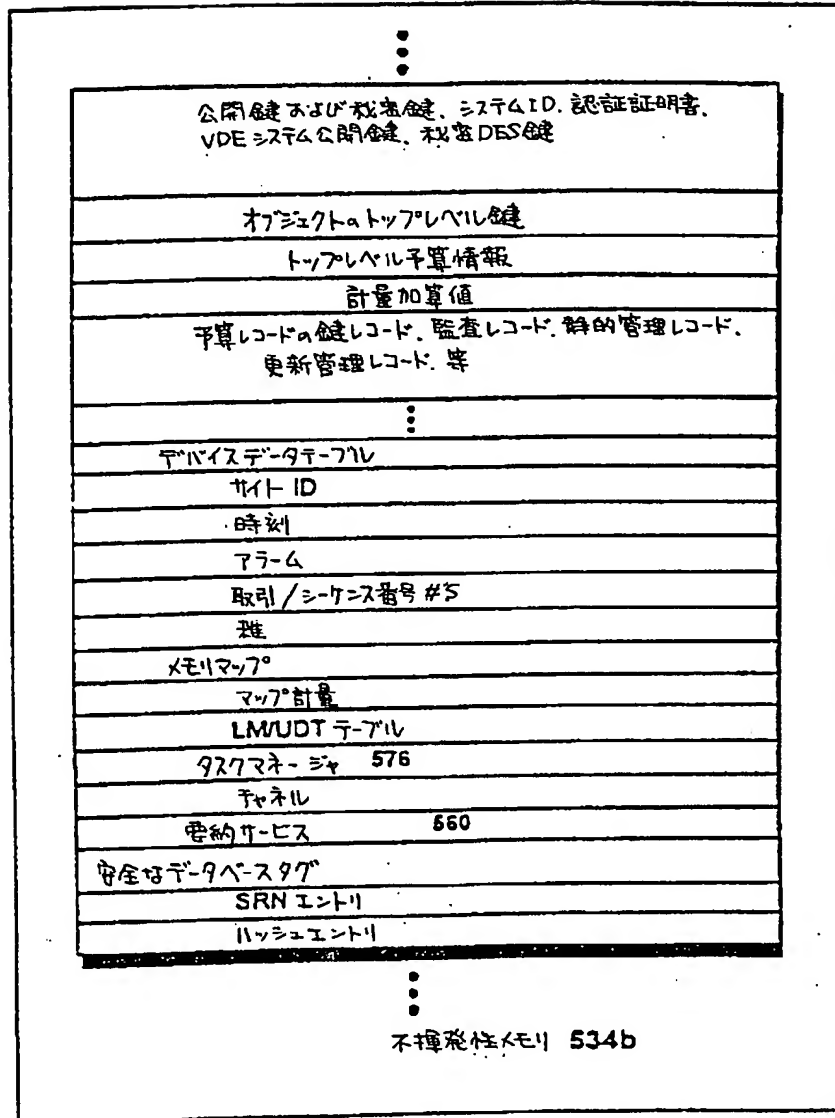 公開鍵および秘密鍵、システムID、認証証明書、
VDEシステム公開鍵、秘密DES鍵
オブジェクトのトップレベル鍵
トップレベル予算情報
計量加算値
予算レコードの鍵レコード、監査レコード、静的管理レコード、
更新管理レコード、等
デバイスデータテーブル
サイトID
時刻
アラーム
取引/シーケンス番号#'S
雑
メモリマップ
マップ計量
LM/UDTテーブル
タスクマネージャ 576
チャネル
要約サービス 560
安全なデータベースタグ
SRNエントリ
ハッシュエントリ
不揮発性メモリ 534b